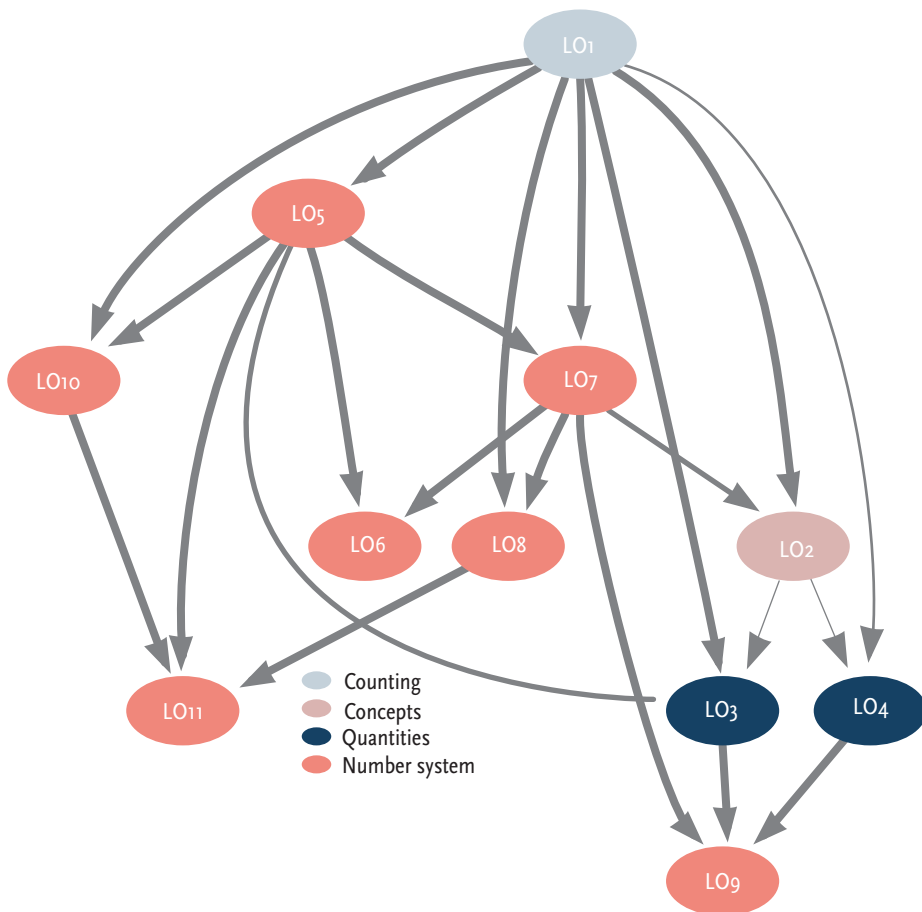 LO1
LO5
LO10
LO7
LO6
LO8
LO2
LO11
LO3
LO4
Counting
Concepts
Quantities
Number system
LO9